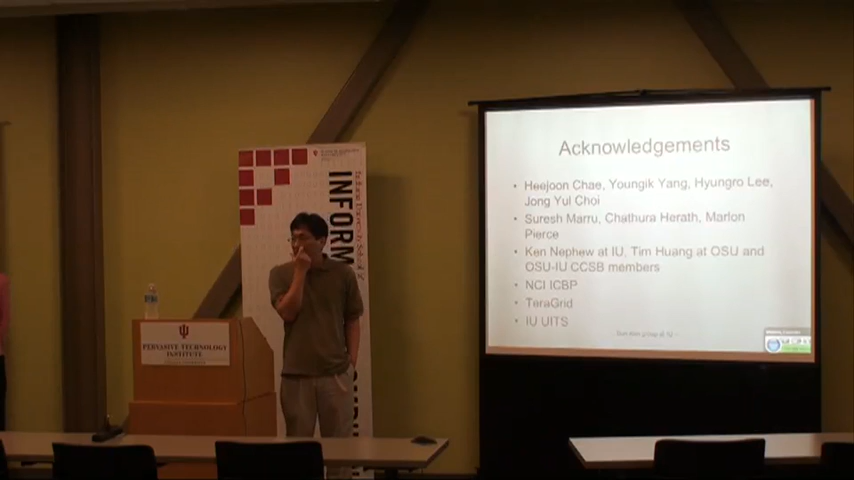 Acknowledgements
• Heejoon Chae, Youngik Yang, Hyungro Lee,
Jong Yul Choi
• Suresh Marru, Chathura Herath, Marlon
Pierce
• Ken Nephew at IU, Tim Huang at OSU and
OSU-IU CCSB members
• NCI ICBP
• TeraGrid
• IU UITS
INFORM
PERVASIVE TECHNOLOGY
INSTITUTE